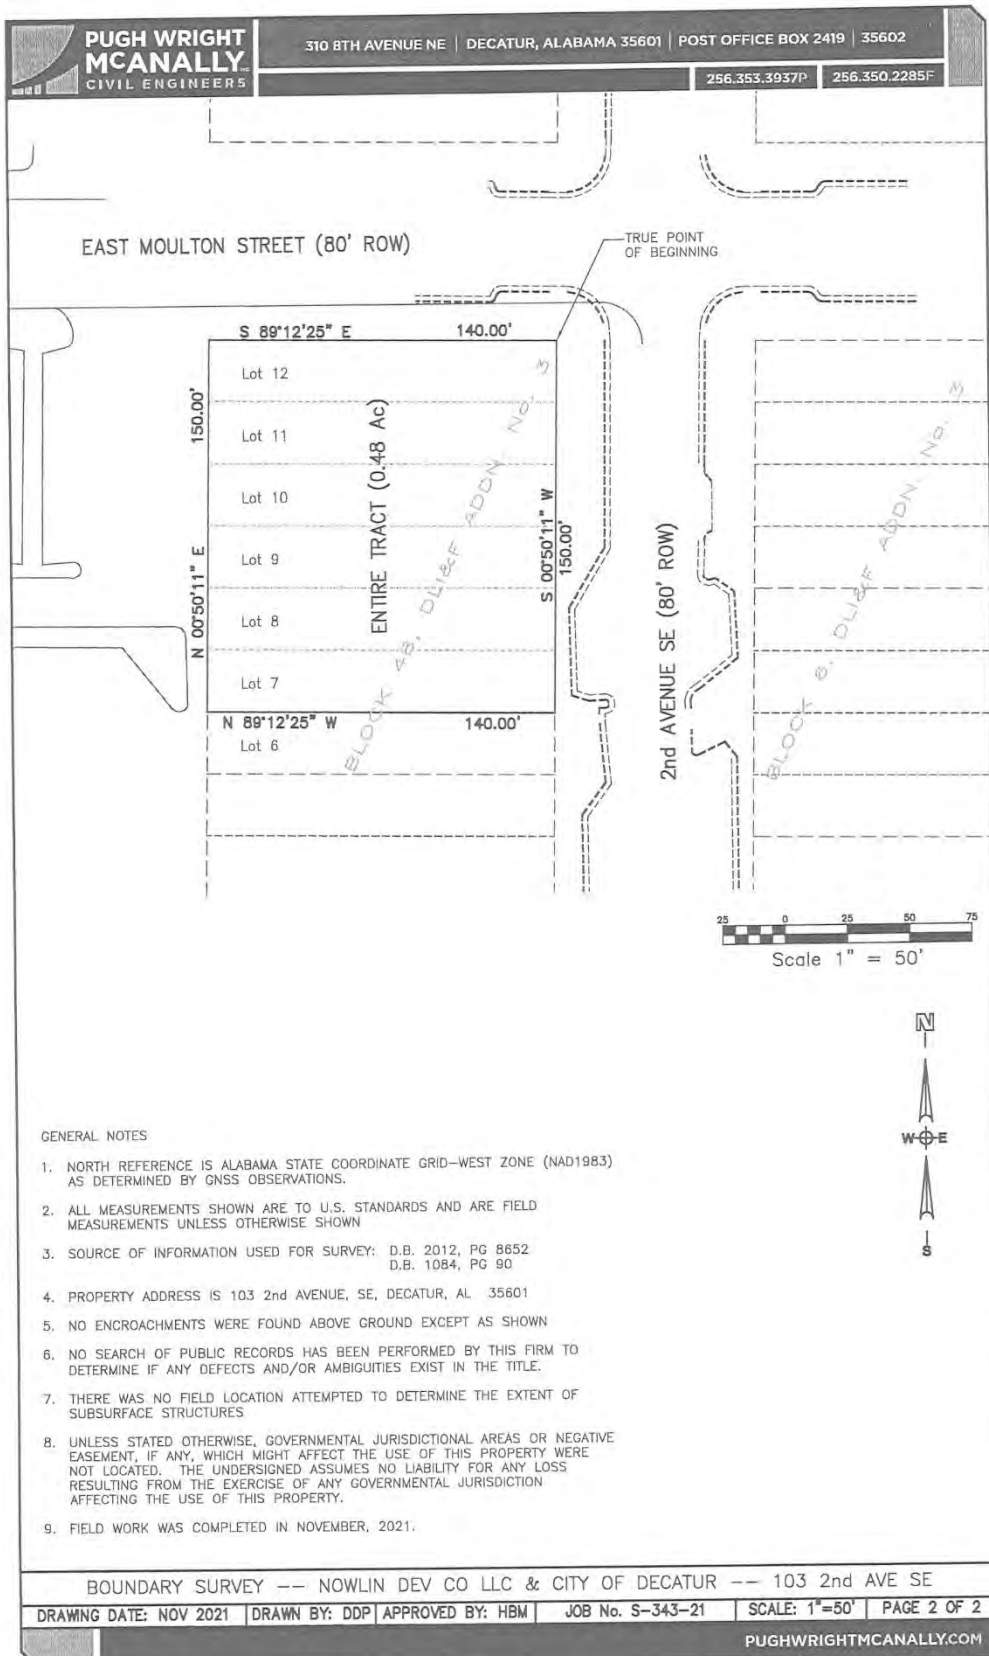 PUGH WRIGHT
MCANALLY
CIVIL ENGINEERS
310 8TH AVENUE NE | DECATUR, ALABAMA 35601 | POST OFFICE BOX 2419 | 35602
256.353.3937P | 256.350.2285F
EAST MOULTON STREET (80' ROW)
TRUE POINT
OF BEGINNING
S 89°12'25" E 140.00'
Lot 12
Lot 11
Lot 10
Lot 9
Lot 8
Lot 7
Lot 6
N 00°50'11" E 150.00'
ENTIRE TRACT (0.48 Ac)
BLOCK 48, DLI&F ADDN. No. 3
S 00°50'11" W
150.00'
N 89°12'25" W 140.00'
2nd AVENUE SE (80' ROW)
BLOCK 6, DLI&F ADDN. No. 3
25 0 25 50 75
Scale 1" = 50'
N
W E
S
GENERAL NOTES
1. NORTH REFERENCE IS ALABAMA STATE COORDINATE GRID-WEST ZONE (NAD1983)
AS DETERMINED BY GNSS OBSERVATIONS.
2. ALL MEASUREMENTS SHOWN ARE TO U.S. STANDARDS AND ARE FIELD
MEASUREMENTS UNLESS OTHERWISE SHOWN
3. SOURCE OF INFORMATION USED FOR SURVEY: D.B. 2012, PG 8652
D.B. 1084, PG 90
4. PROPERTY ADDRESS IS 103 2nd AVENUE, SE, DECATUR, AL 35601
5. NO ENCROACHMENTS WERE FOUND ABOVE GROUND EXCEPT AS SHOWN
6. NO SEARCH OF PUBLIC RECORDS HAS BEEN PERFORMED BY THIS FIRM TO
DETERMINE IF ANY DEFECTS AND/OR AMBIGUITIES EXIST IN THE TITLE.
7. THERE WAS NO FIELD LOCATION ATTEMPTED TO DETERMINE THE EXTENT OF
SUBSURFACE STRUCTURES
8. UNLESS STATED OTHERWISE, GOVERNMENTAL JURISDICTIONAL AREAS OR NEGATIVE
EASEMENT, IF ANY, WHICH MIGHT AFFECT THE USE OF THIS PROPERTY WERE
NOT LOCATED. THE UNDERSIGNED ASSUMES NO LIABILITY FOR ANY LOSS
RESULTING FROM THE EXERCISE OF ANY GOVERNMENTAL JURISDICTION
AFFECTING THE USE OF THIS PROPERTY.
9. FIELD WORK WAS COMPLETED IN NOVEMBER, 2021.
BOUNDARY SURVEY -- NOWLIN DEV CO LLC & CITY OF DECATUR -- 103 2nd AVE SE
DRAWING DATE: NOV 2021 | DRAWN BY: DDP | APPROVED BY: HBM | JOB No. S-343-21 | SCALE: 1"=50' | PAGE 2 OF 2
PUGHWRIGHTMCANALLY.COM